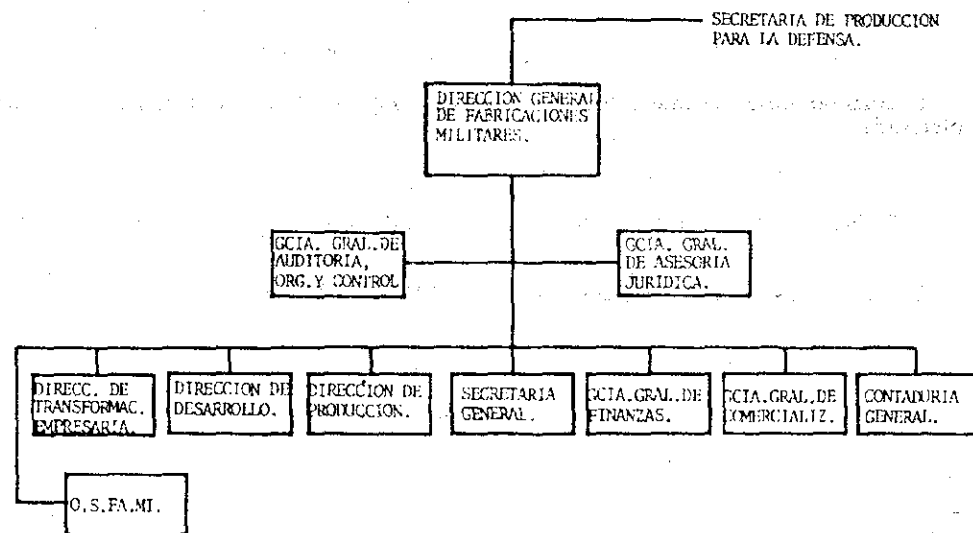 SECRETARIA DE PRODUCCION
PARA LA DEFENSA.
DIRECCION GENERAL
DE FABRICACIONES
MILITARES.
GCIA. GRAL.DE
AUDITORIA,
ORG.Y CONTROL
GCIA. GRAL.
DE ASESORIA
JURIDICA.
DIRECC. DE
TRANSFORMAC.
EMPRESARIA.
DIRECCION DE
DESARROLLO.
DIRECCION DE
PRODUCCION.
SECRETARIA
GENERAL.
GCIA.GRAL.DE
FINANZAS.
GCIA.GRAL.DE
COMERCIALIZ.
CONTADURIA
GENERAL.
O.S.FA.MI.